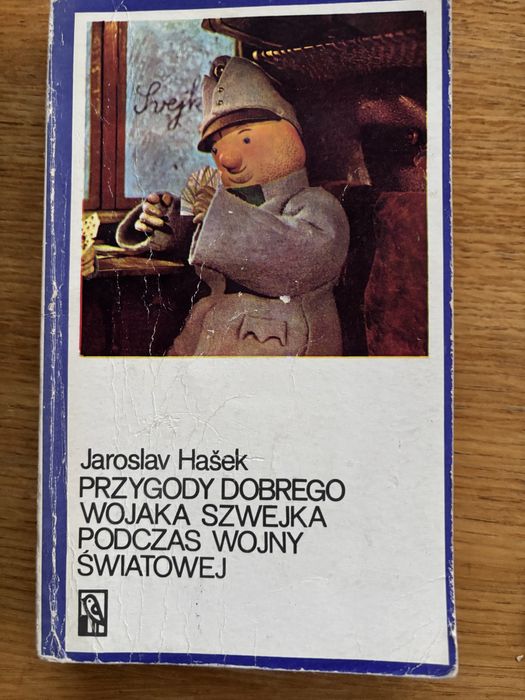 Švejk
Jaroslav Hašek
PRZYGODY DOBREGO
WOJAKA SZWEJKA
PODCZAS WOJNY
ŚWIATOWEJ